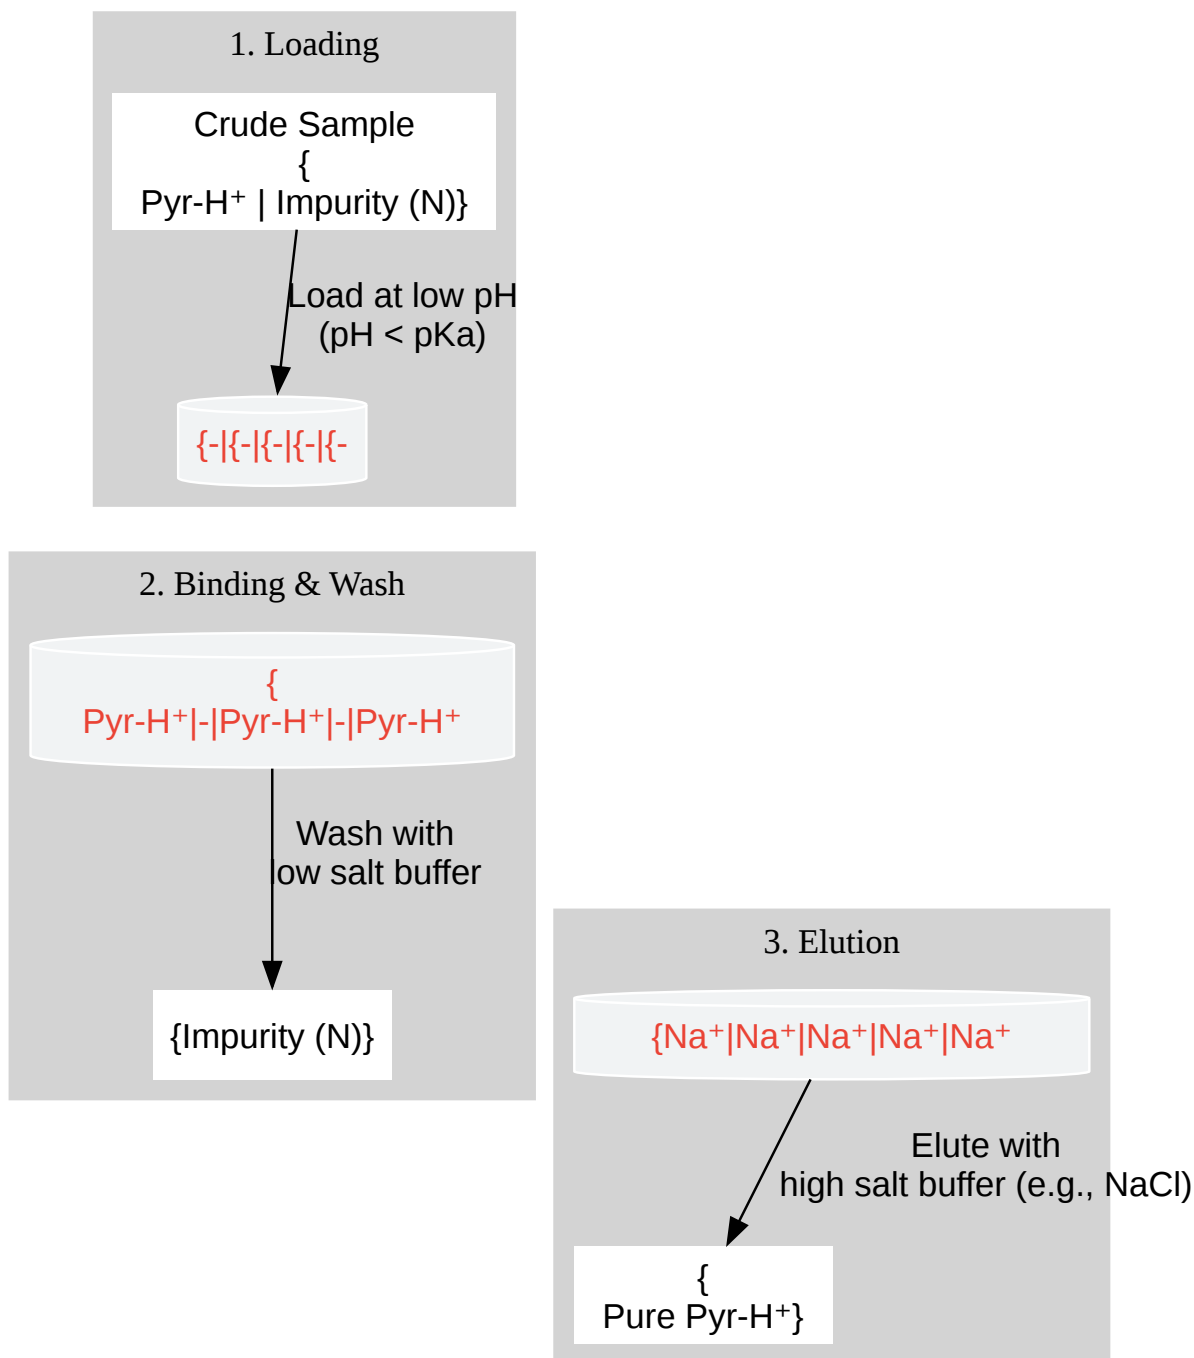 1. Loading
Crude Sample
{
Pyr-H⁺ | Impurity (N)}
Load at low pH
(pH < pKa)
{-|{-|{-|{-|{-
2. Binding & Wash
{
Pyr-H⁺|-|Pyr-H⁺|-|Pyr-H⁺
Wash with
low salt buffer
{Impurity (N)}
3. Elution
{Na⁺|Na⁺|Na⁺|Na⁺|Na⁺
Elute with
high salt buffer (e.g., NaCl)
{
Pure Pyr-H⁺}